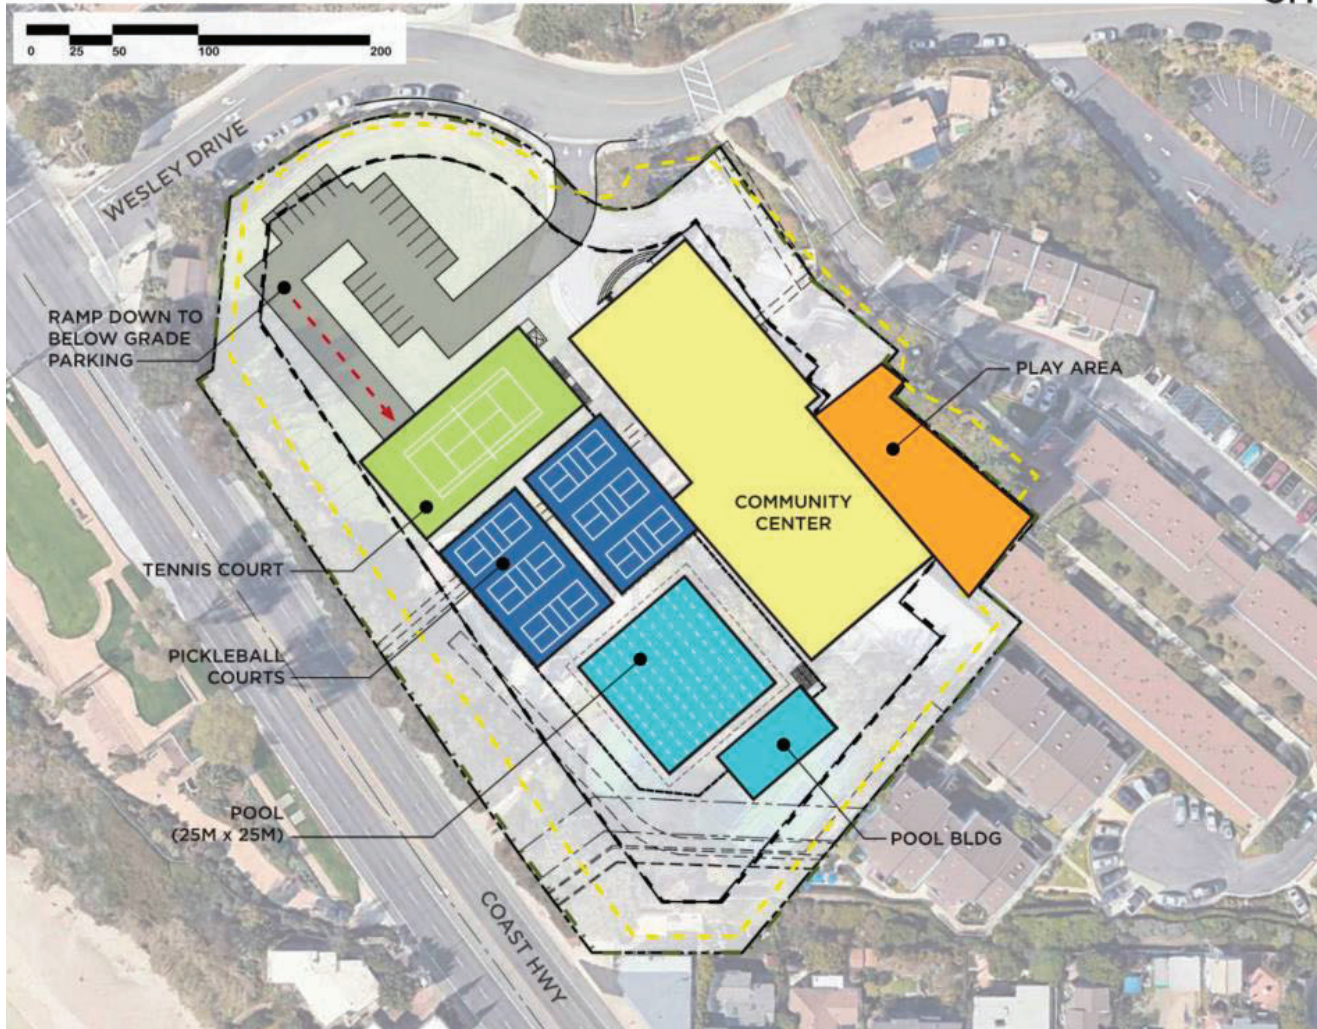 0 25 50 100 200
WESLEY DRIVE
RAMP DOWN TO
BELOW GRADE
PARKING
PLAY AREA
COMMUNITY
CENTER
TENNIS COURT
PICKLEBALL
COURTS
POOL
(25M x 25M)
POOL BLDG
COAST HWY